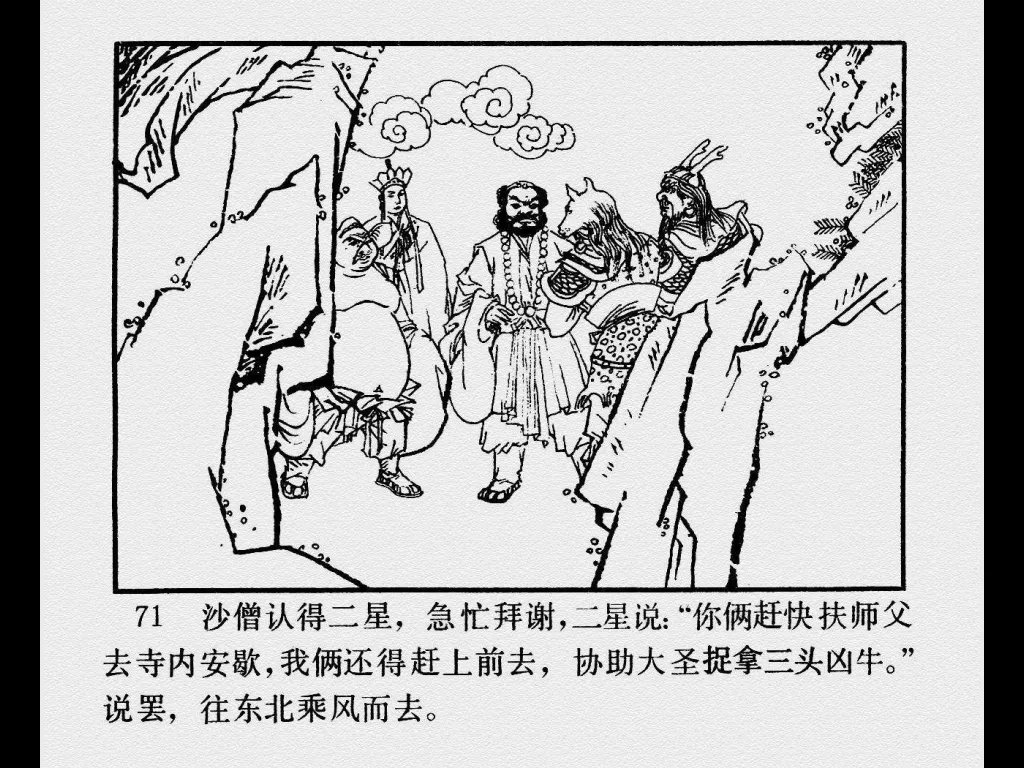 71 沙僧认得二星，急忙拜谢，二星说：“你俩赶快扶师父
去寺内安歇，我俩还得赶上前去，协助大圣捉拿三头凶牛。”
说罢，往东北乘风而去。